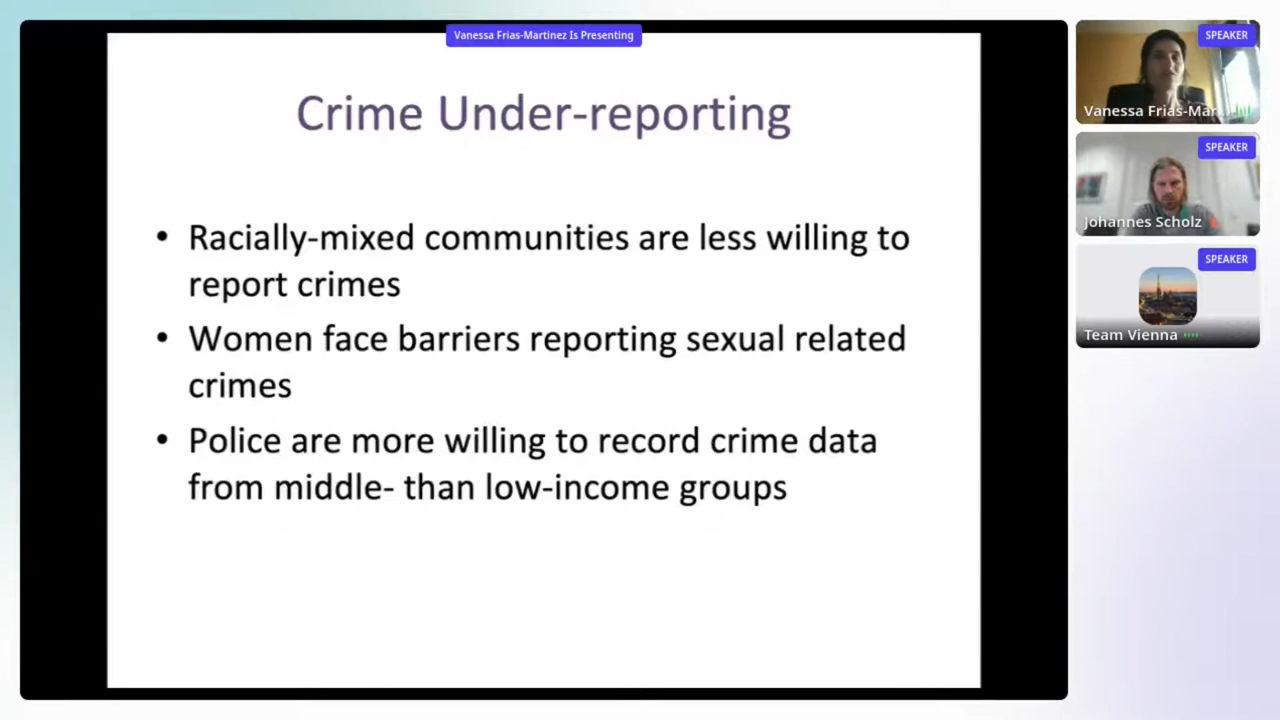 Vanessa Frias-Martinez Is Presenting
Crime Under-reporting
• Racially-mixed communities are less willing to
report crimes
• Women face barriers reporting sexual related
crimes
• Police are more willing to record crime data
from middle- than low-income groups
SPEAKER
Vanessa Frias-Mar...
SPEAKER
Johannes Scholz
SPEAKER
Team Vienna